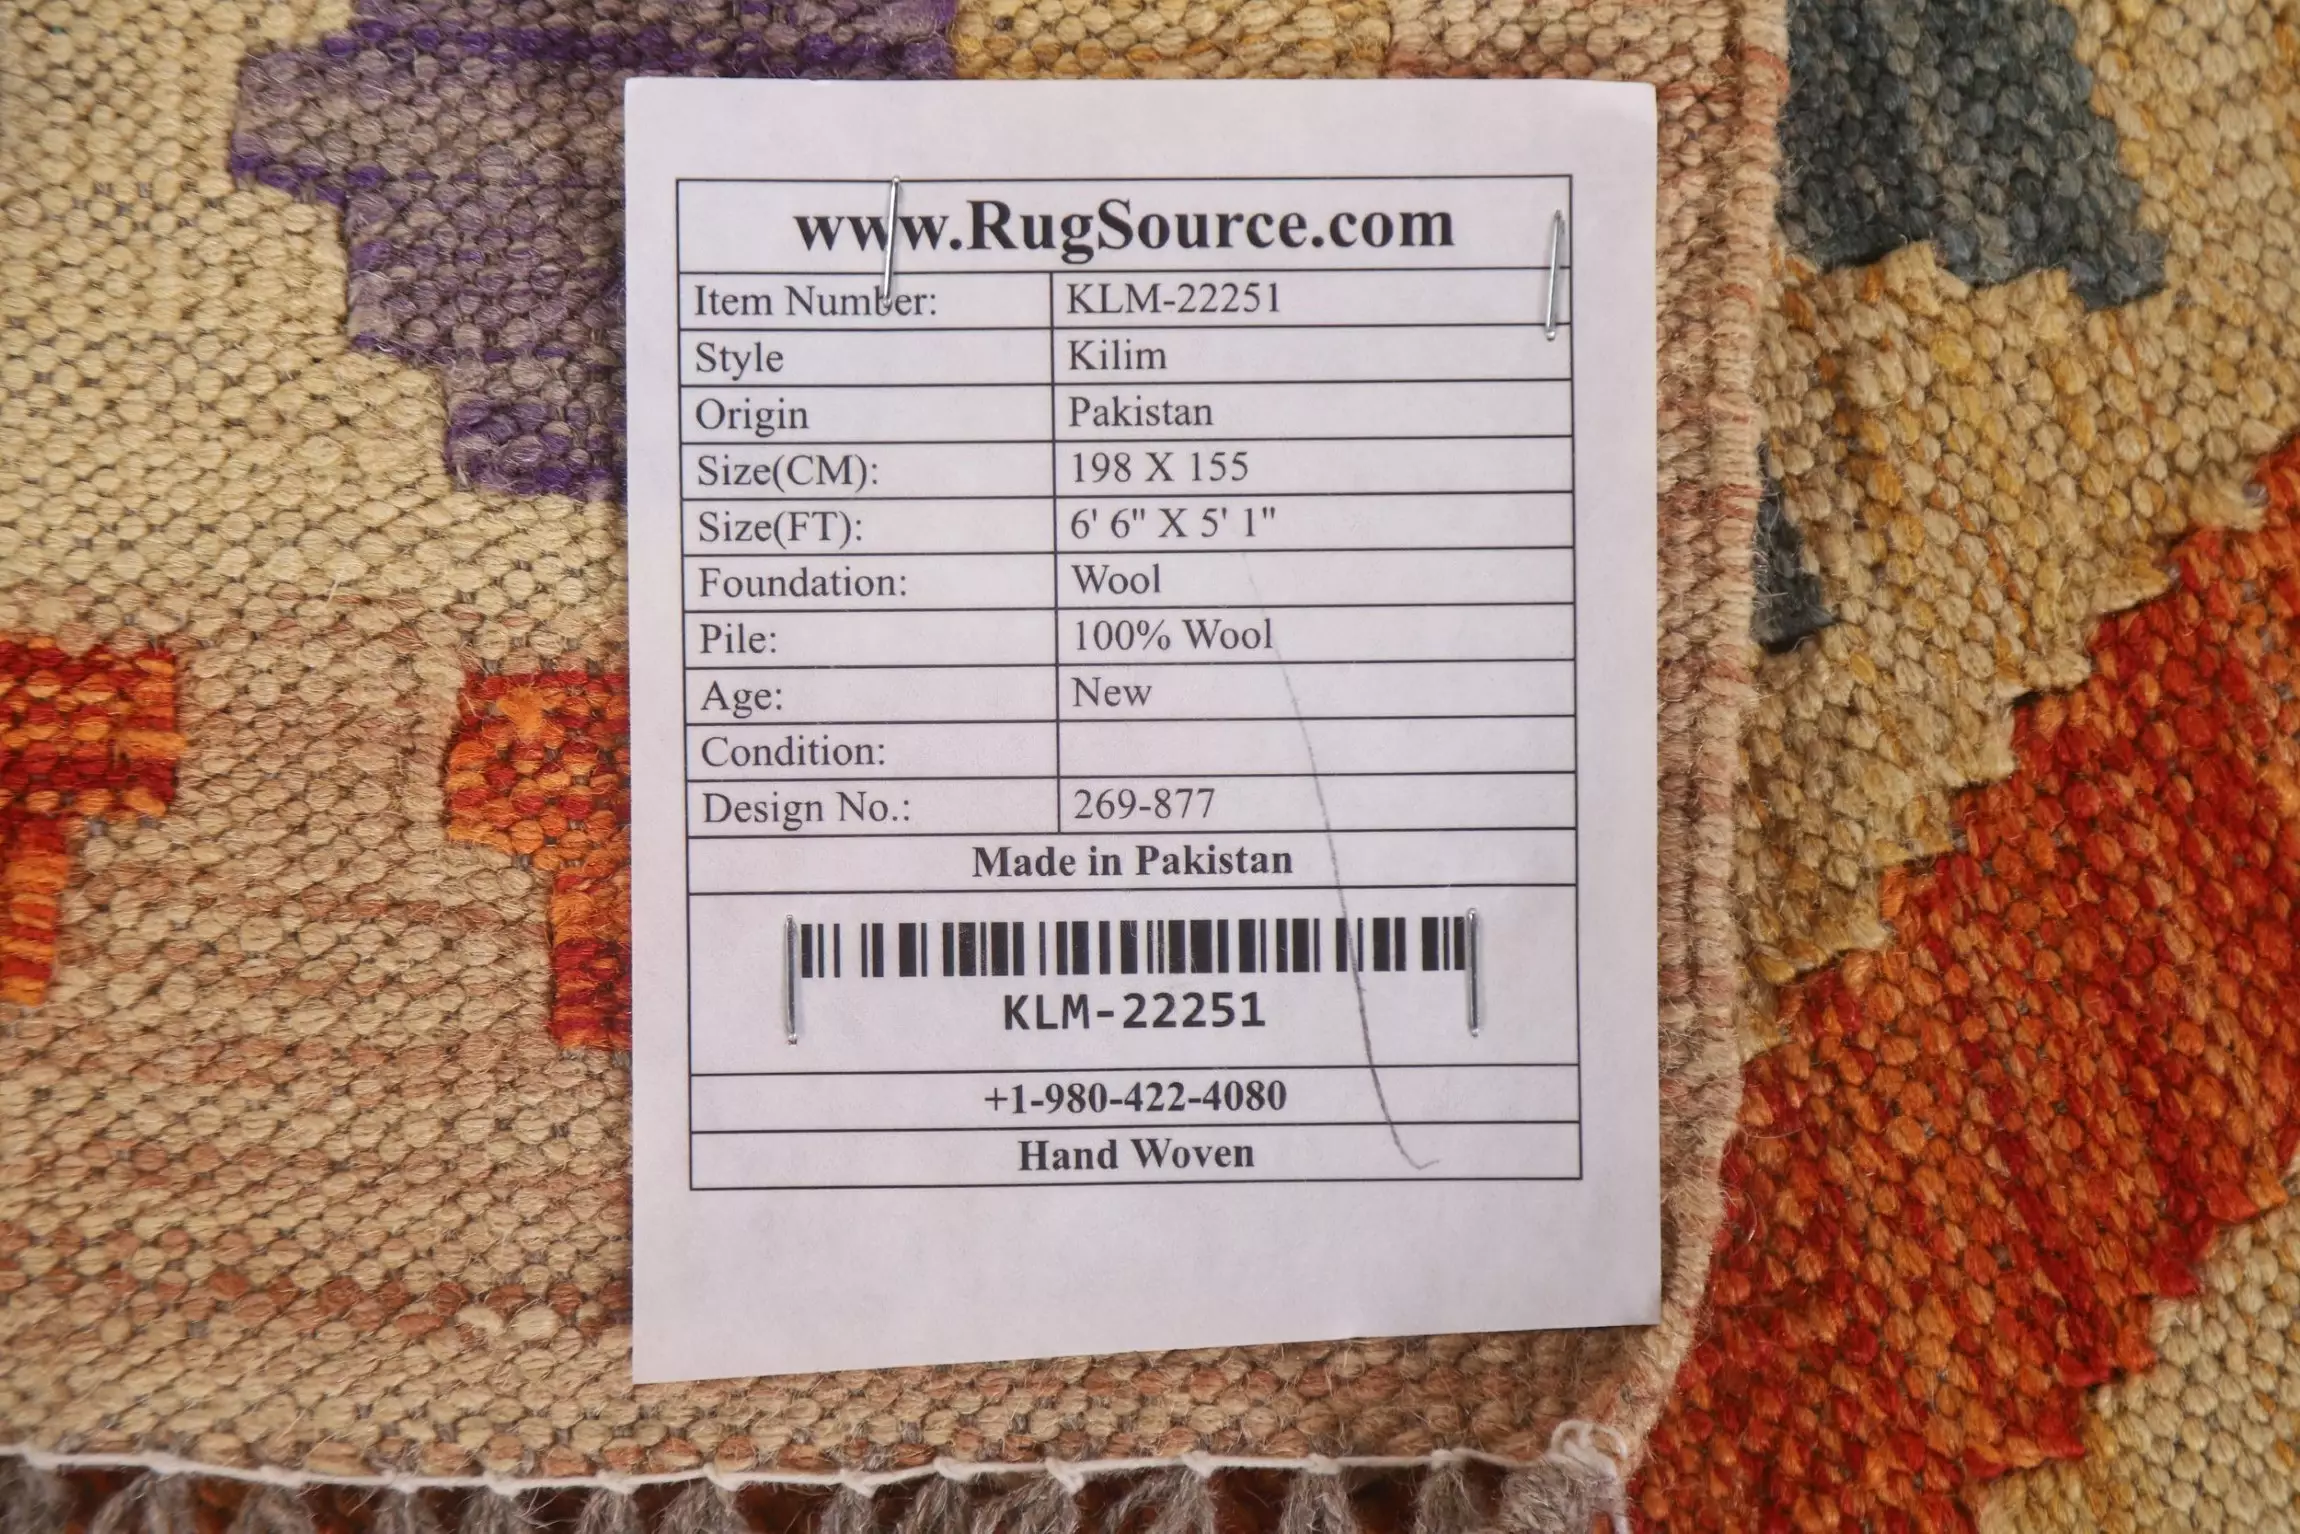 www.RugSource.com
Item Number: KLM-22251
Style Kilim
Origin Pakistan
Size(CM): 198 X 155
Size(FT): 6' 6" X 5' 1"
Foundation: Wool
Pile: 100% Wool
Age: New
Condition:
Design No.: 269-877
Made in Pakistan
KLM-22251
+1-980-422-4080
Hand Woven